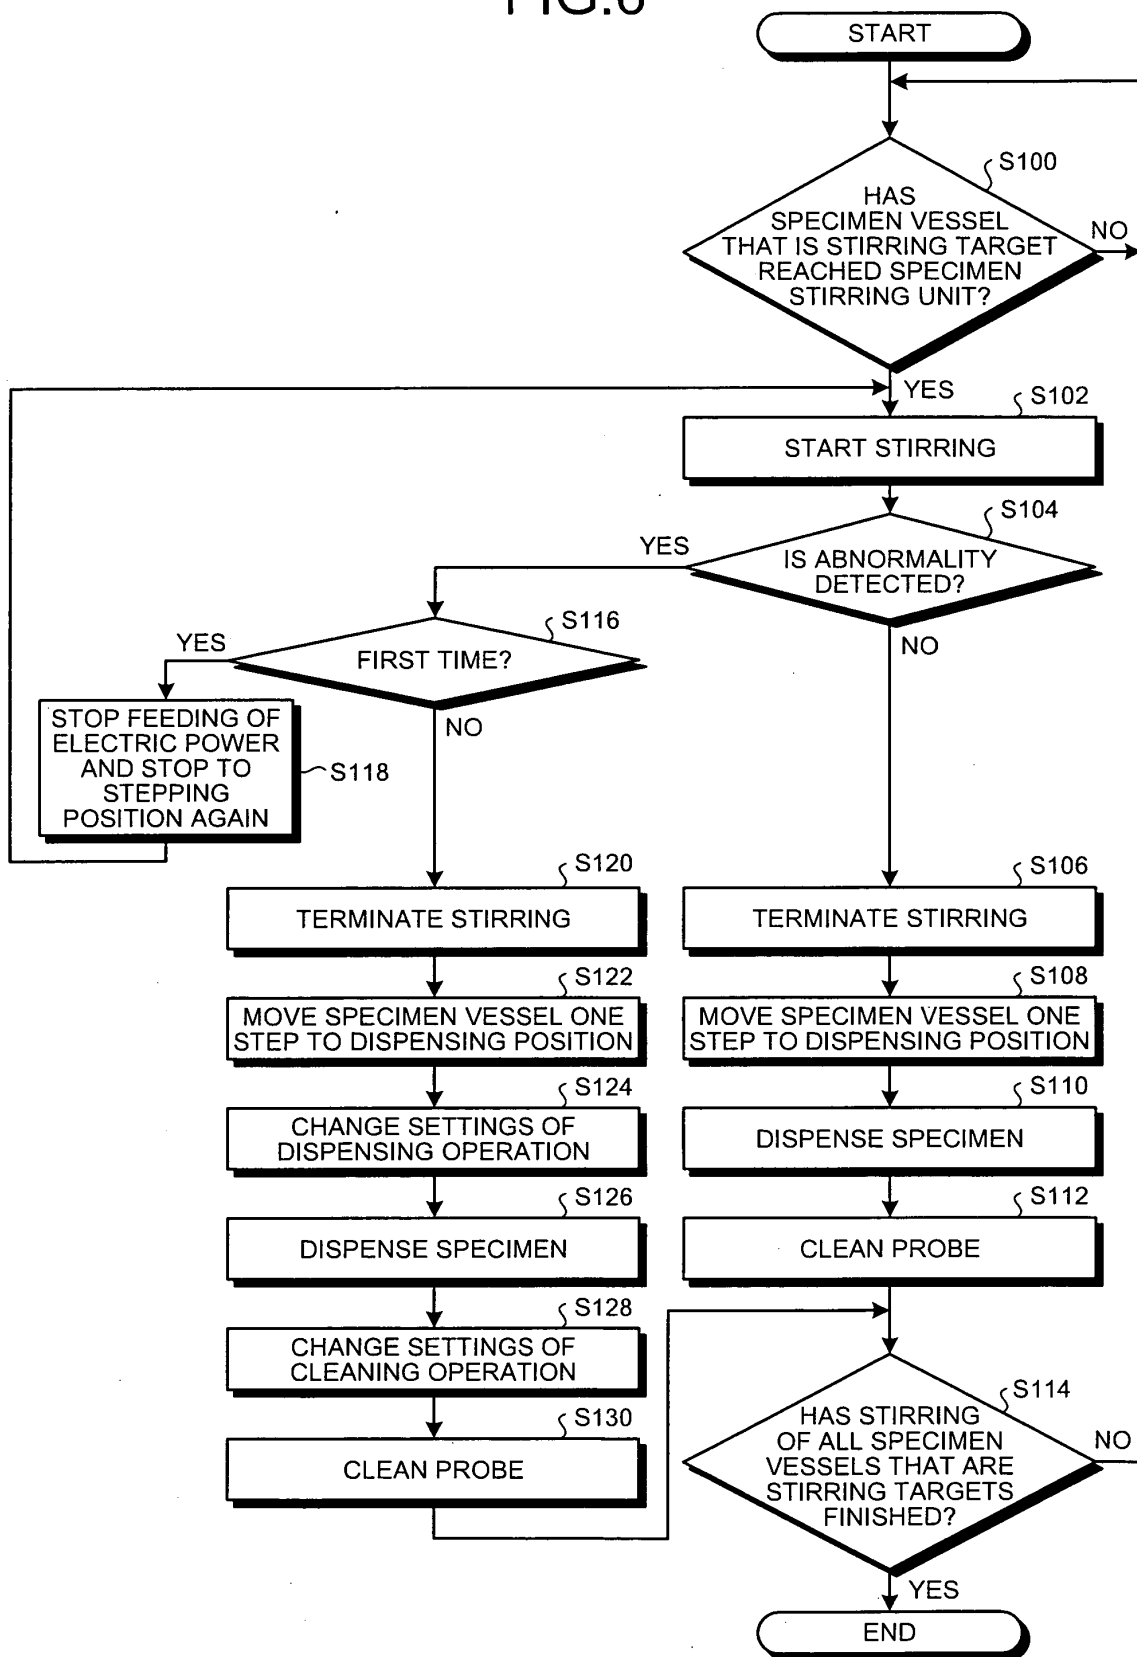 FIG.6
START
S100
HAS
SPECIMEN VESSEL
THAT IS STIRRING TARGET
REACHED SPECIMEN
STIRRING UNIT?
NO
YES
S102
START STIRRING
S104
IS ABNORMALITY
DETECTED?
YES
NO
S116
FIRST TIME?
YES
NO
STOP FEEDING OF
ELECTRIC POWER
AND STOP TO
STEPPING
POSITION AGAIN
S118
S120
TERMINATE STIRRING
S122
MOVE SPECIMEN VESSEL ONE
STEP TO DISPENSING POSITION
S124
CHANGE SETTINGS OF
DISPENSING OPERATION
S126
DISPENSE SPECIMEN
S128
CHANGE SETTINGS OF
CLEANING OPERATION
S130
CLEAN PROBE
S106
TERMINATE STIRRING
S108
MOVE SPECIMEN VESSEL ONE
STEP TO DISPENSING POSITION
S110
DISPENSE SPECIMEN
S112
CLEAN PROBE
S114
HAS STIRRING
OF ALL SPECIMEN
VESSELS THAT ARE
STIRRING TARGETS
FINISHED?
NO
YES
END